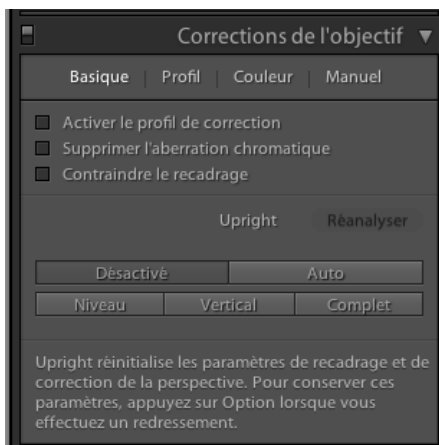 Corrections de l'objectif
Basique | Profil | Couleur | Manuel
Activer le profil de correction
Supprimer l'aberration chromatique
Contraindre le recadrage
Upright Réanalyser
Désactivé Auto
Niveau Vertical Complet
Upright réinitialise les paramètres de recadrage et de
correction de la perspective. Pour conserver ces
paramètres, appuyez sur Option lorsque vous
effectuez un redressement.